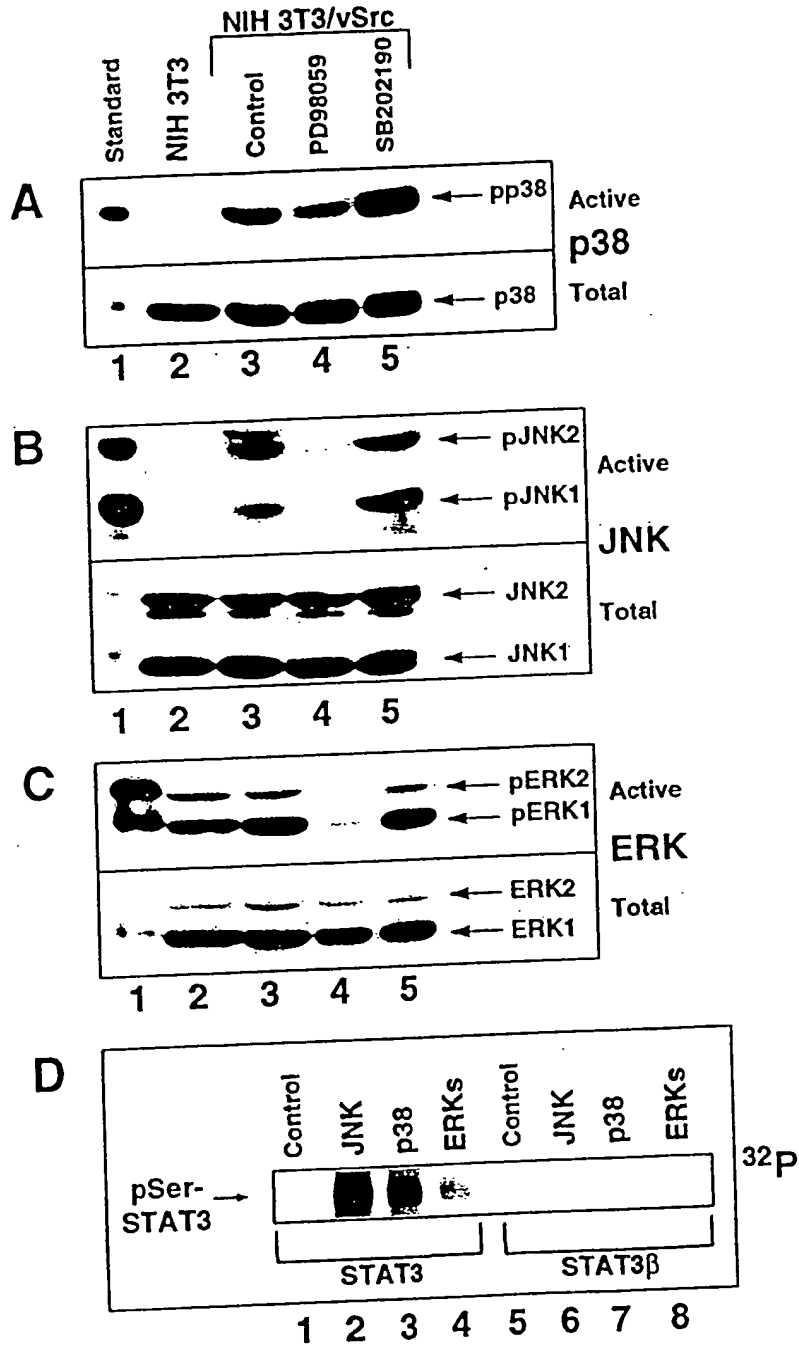 NIH 3T3/vSrc
Standard
NIH 3T3
Control
PD98059
SB202190
A
pp38
Active
p38
p38
Total
1 2 3 4 5
B
pJNK2
Active
pJNK1
JNK
JNK2
Total
JNK1
1 2 3 4 5
C
pERK2
Active
pERK1
ERK
ERK2
Total
ERK1
1 2 3 4 5
D
Control
JNK
p38
ERKs
Control
JNK
p38
ERKs
32P
pSer-
STAT3
STAT3
STAT3β
1 2 3 4 5 6 7 8